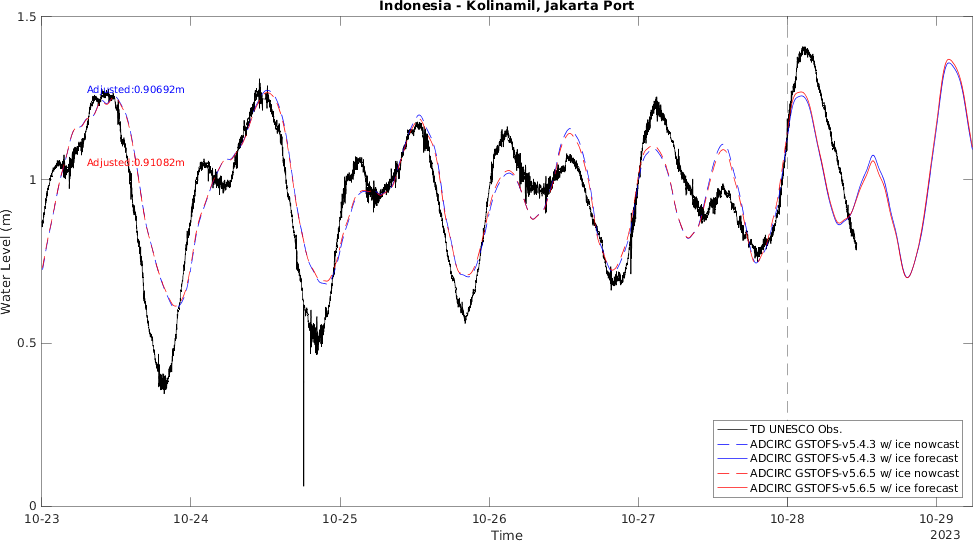 Indonesia - Kolinamil, Jakarta Port
1.5
1
0.5
0
Water Level (m)
Adjusted:0.90692m
Adjusted:0.91082m
TD UNESCO Obs.
ADCIRC GSTOFS-v5.4.3 w/ ice nowcast
ADCIRC GSTOFS-v5.4.3 w/ ice forecast
ADCIRC GSTOFS-v5.6.5 w/ ice nowcast
ADCIRC GSTOFS-v5.6.5 w/ ice forecast
10-23 10-24 10-25 10-26 10-27 10-28 10-29
Time
2023